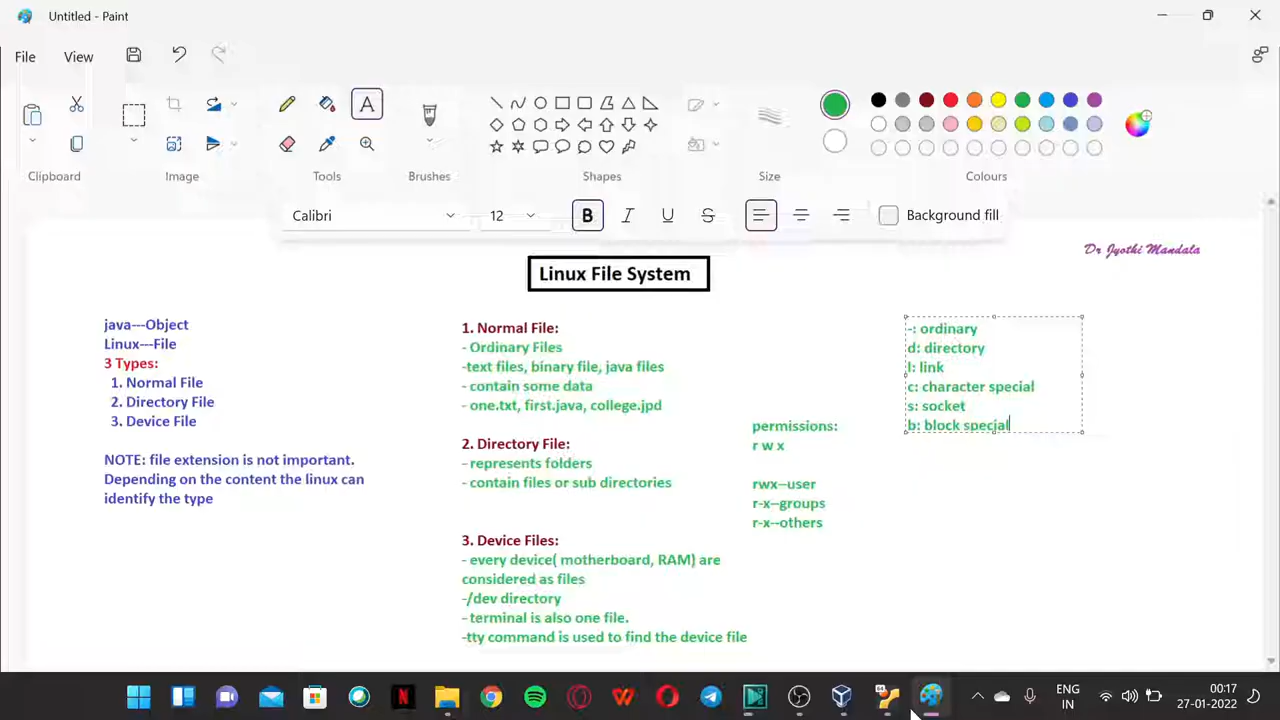 Untitled - Paint
File
View
Clipboard
Image
Tools
Brushes
Shapes
Size
Colours
Calibri
12
B
I
U
S
Background fill
Dr Jyothi Mandala
Linux File System
java---Object
Linux---File
3 Types:
1. Normal File
2. Directory File
3. Device File
NOTE: file extension is not important.
Depending on the content the linux can
identify the type
1. Normal File:
- Ordinary Files
-text files, binary file, java files
- contain some data
- one.txt, first.java, college.jpd
2. Directory File:
- represents folders
- contain files or sub directories
3. Device Files:
- every device( motherboard, RAM) are
considered as files
-/dev directory
- terminal is also one file.
-tty command is used to find the device file
permissions:
r w x
rwx--user
r-x--groups
r-x--others
-: ordinary
d: directory
l: link
c: character special
s: socket
b: block special
ENG
IN
00:17
27-01-2022